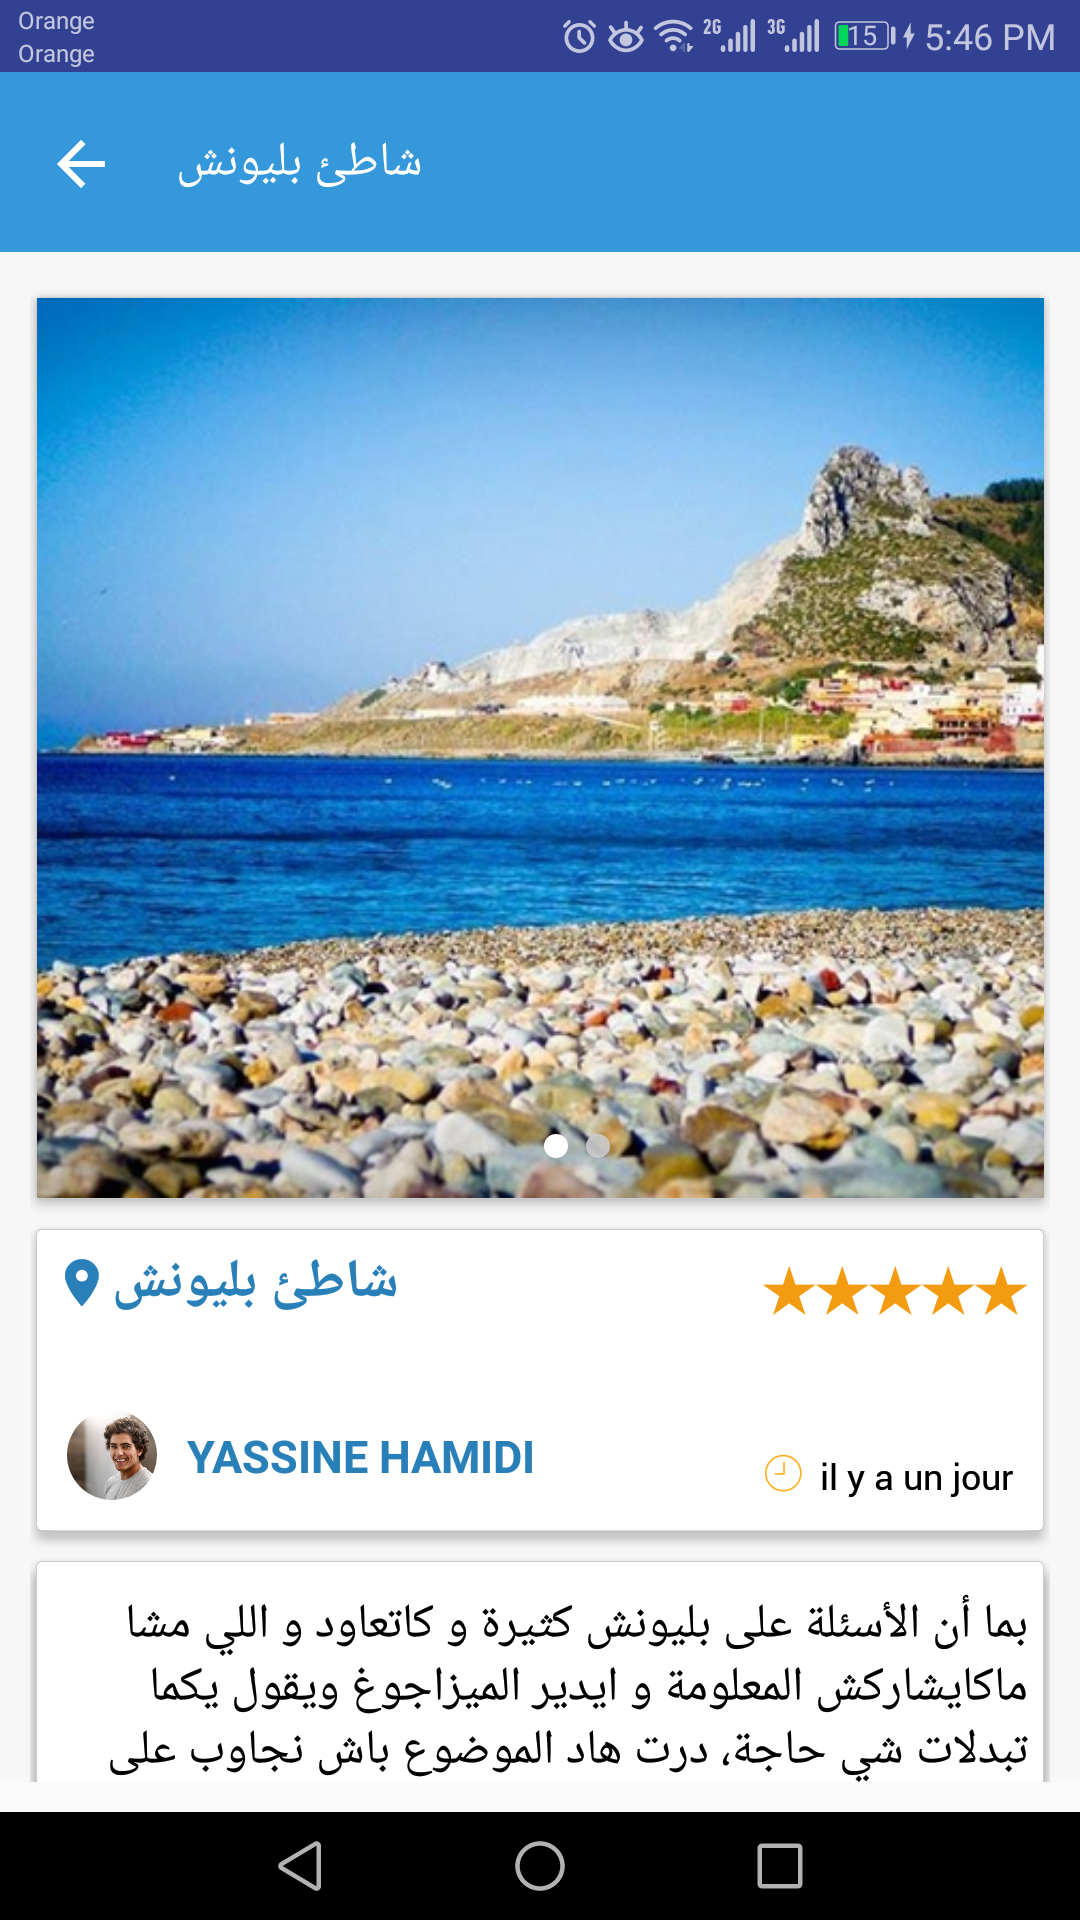 Orange
Orange
2G 3G 15 5:46 PM
شاطئ بليونش
شاطئ بليونش
YASSINE HAMIDI
il y a un jour
بما أن الأسئلة على بليونش كثيرة و كاتعاود و اللي مشا
ماكايشاركش المعلومة و ايدير الميزاجوغ ويقول يكما
تبدلات شي حاجة، درت هاد الموضوع باش نجاوب على